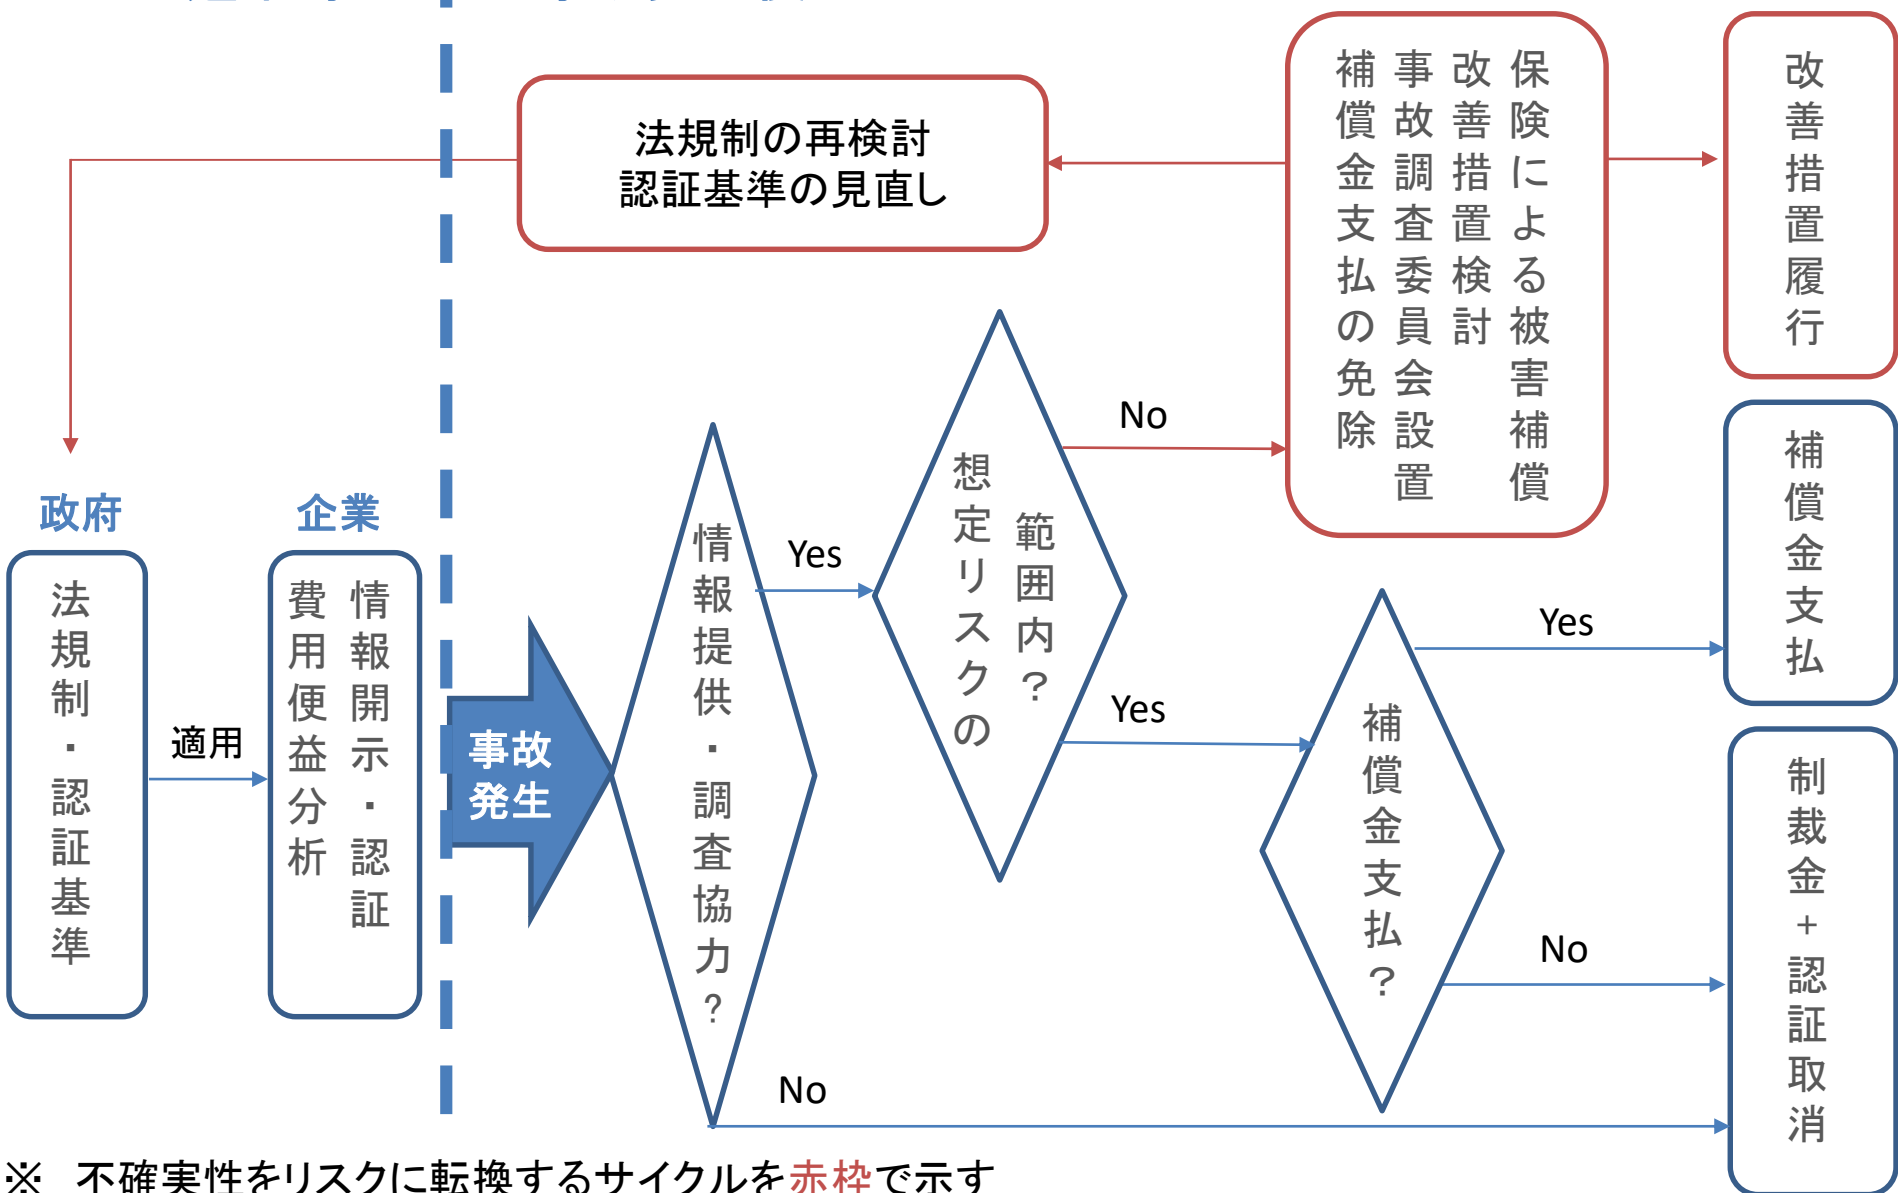 法規制の再検討
認証基準の見直し
保険による被害補償
改善措置検討
事故調査委員会設置
補償金支払の免除
改善措置履行
政府
企業
法規制・認証基準
適用
情報開示・認証
費用便益分析
事故
発生
情報提供・調査協力?
Yes
No
想定リスクの
範囲内?
No
Yes
補償金支払?
Yes
No
補償金支払
制裁金+認証取消
※ 不確実性をリスクに転換するサイクルを赤枠で示す